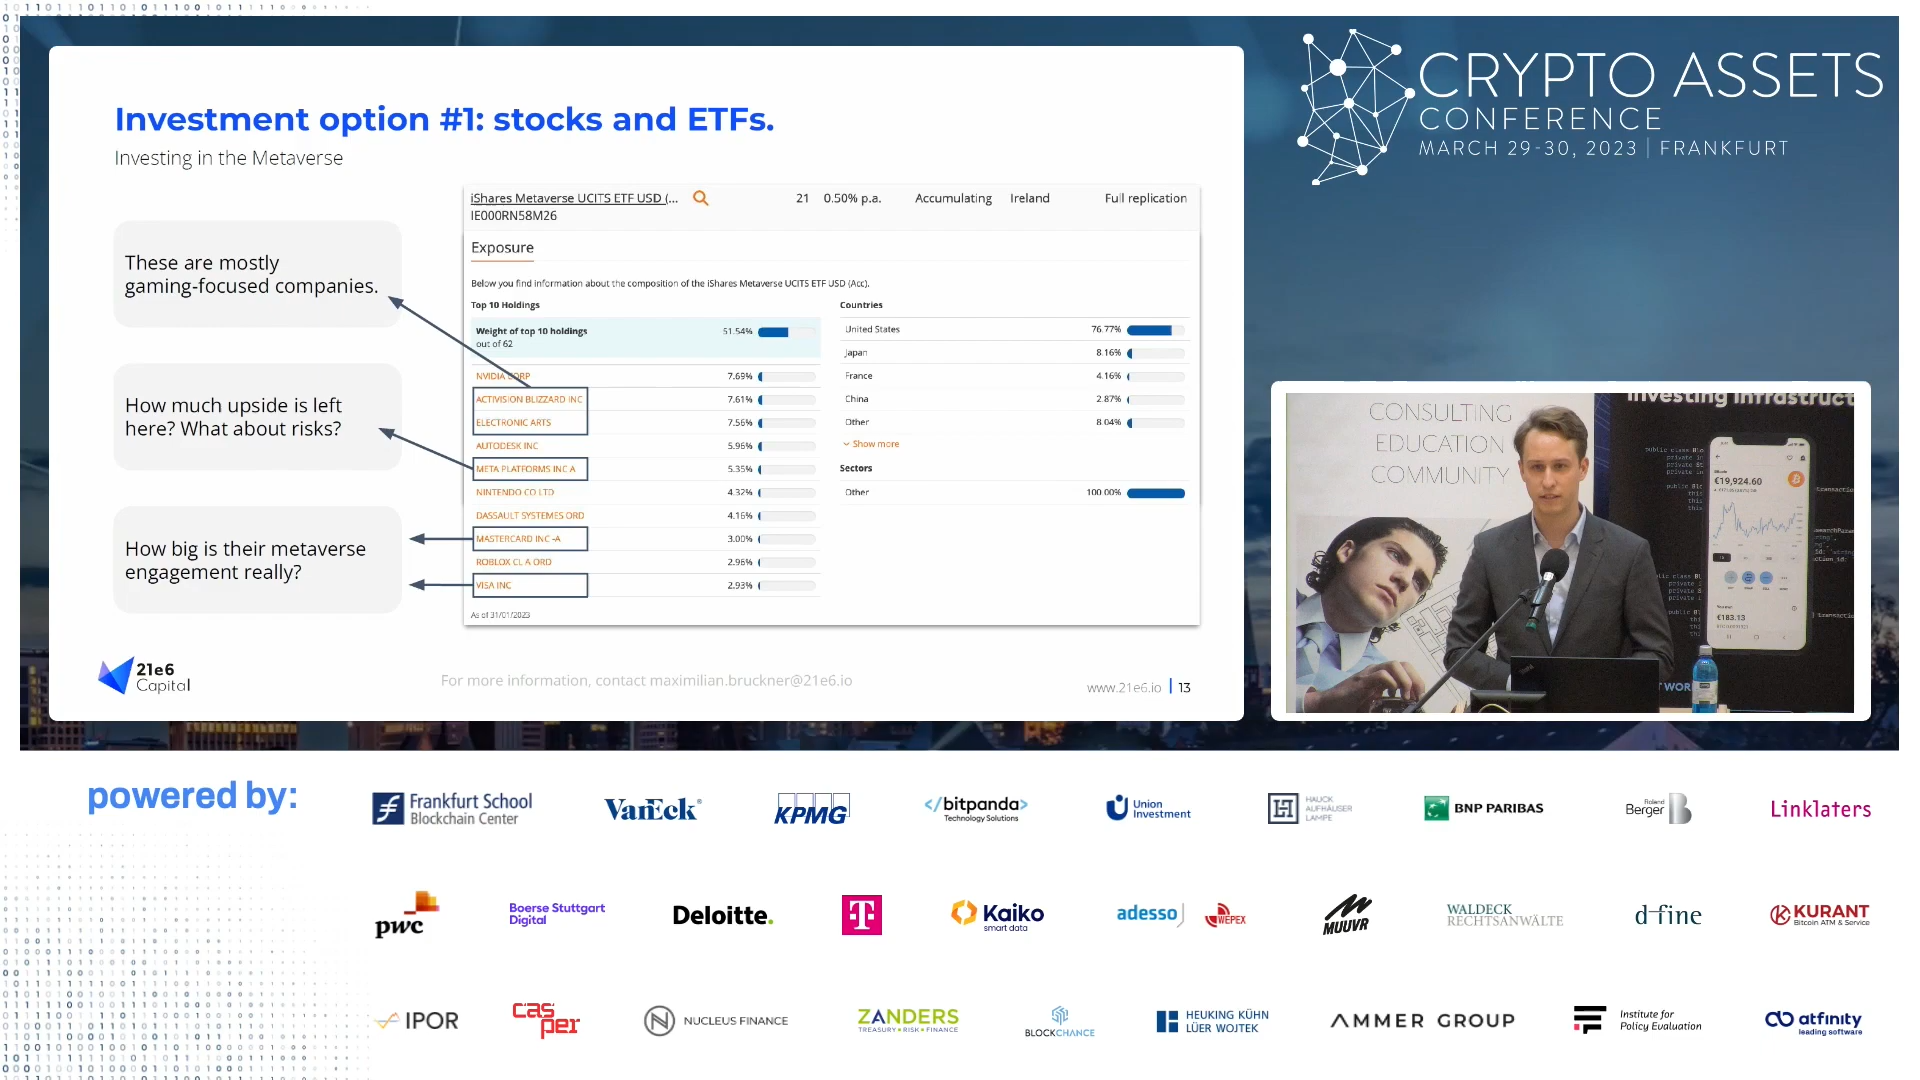 Investment option #1: stocks and ETFs.
Investing in the Metaverse
These are mostly
gaming-focused companies.
How much upside is left
here? What about risks?
How big is their metaverse
engagement really?
iShares Metaverse UCITS ETF USD (...
IE000RN58M26
21 0.50% p.a. Accumulating Ireland Full replication
Exposure
Below you find information about the composition of the iShares Metaverse UCITS ETF USD (Acc).
Top 10 Holdings
Weight of top 10 holdings 51.54%
out of 62
NVIDIA CORP 7.69%
ACTIVISION BLIZZARD INC 7.61%
ELECTRONIC ARTS 7.56%
AUTODESK INC 5.96%
META PLATFORMS INC A 5.35%
NINTENDO CO LTD 4.32%
DASSAULT SYSTEMES ORD 4.16%
MASTERCARD INC -A 3.00%
ROBLOX CL A ORD 2.96%
VISA INC 2.93%
As of 31/01/2023
Countries
United States 76.77%
Japan 8.16%
France 4.16%
China 2.87%
Other 8.04%
Show more
Sectors
Other 100.00%
21e6
Capital
For more information, contact maximilian.bruckner@21e6.io
www.21e6.io | 13
CRYPTO ASSETS
CONFERENCE
MARCH 29-30, 2023 | FRANKFURT
CONSULTING
EDUCATION
COMMUNITY
Investing Infrastruct
Bitcoin
€19,924.60
€183.13
powered by:
Frankfurt School
Blockchain Center
VanEck
KPMG
</bitpanda>
Technology Solutions
Union
Investment
HAUCK
AUFHÄUSER
LAMPE
BNP PARIBAS
Roland
Berger
Linklaters
pwc
Boerse Stuttgart
Digital
Deloitte.
T
Kaiko
smart data
adesso
WEPEX
MUUVR
WALDECK
RECHTSANWÄLTE
d-fine
KURANT
Bitcoin ATM & Service
IPOR
casper
NUCLEUS FINANCE
ZANDERS
TREASURY • RISK • FINANCE
BLOCKCHANCE
HEUKING KÜHN
LÜER WOJTEK
AMMER GROUP
Institute for
Policy Evaluation
atfinity
leading software